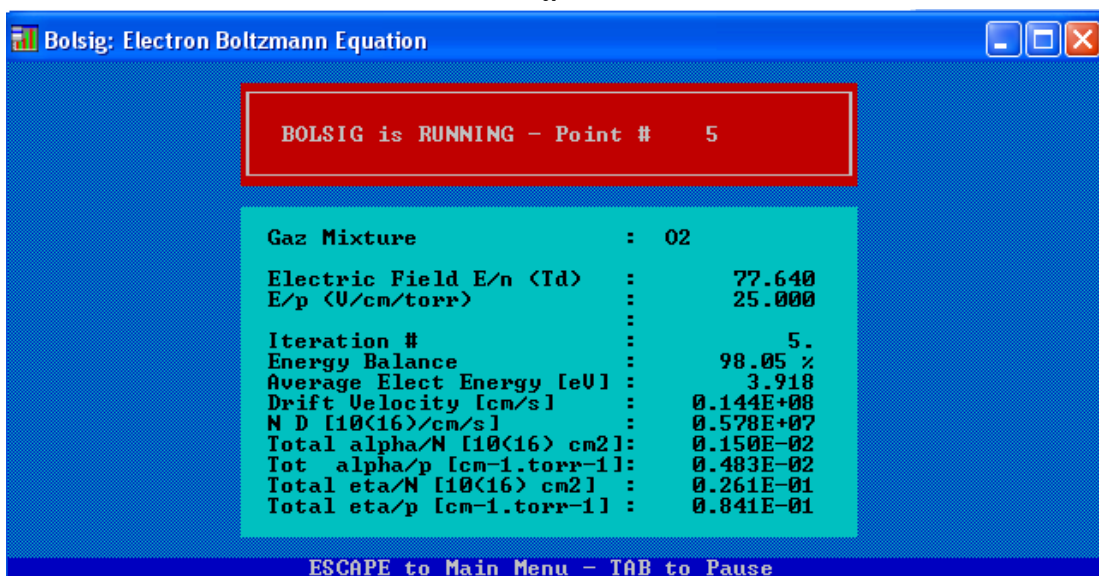 Bolsig: Electron Boltzmann Equation
BOLSIG is RUNNING - Point # 5
Gaz Mixture : O2
Electric Field E/n (Td) : 77.640
E/p (V/cm/torr) : 25.000
:
Iteration # : 5.
Energy Balance : 98.05 %
Average Elect Energy [eV] : 3.918
Drift Velocity [cm/s] : 0.144E+08
N D [10(16)/cm/s] : 0.578E+07
Total alpha/N [10(16) cm2]: 0.150E-02
Tot alpha/p [cm-1.torr-1]: 0.483E-02
Total eta/N [10(16) cm2] : 0.261E-01
Total eta/p [cm-1.torr-1] : 0.841E-01
ESCAPE to Main Menu - TAB to Pause